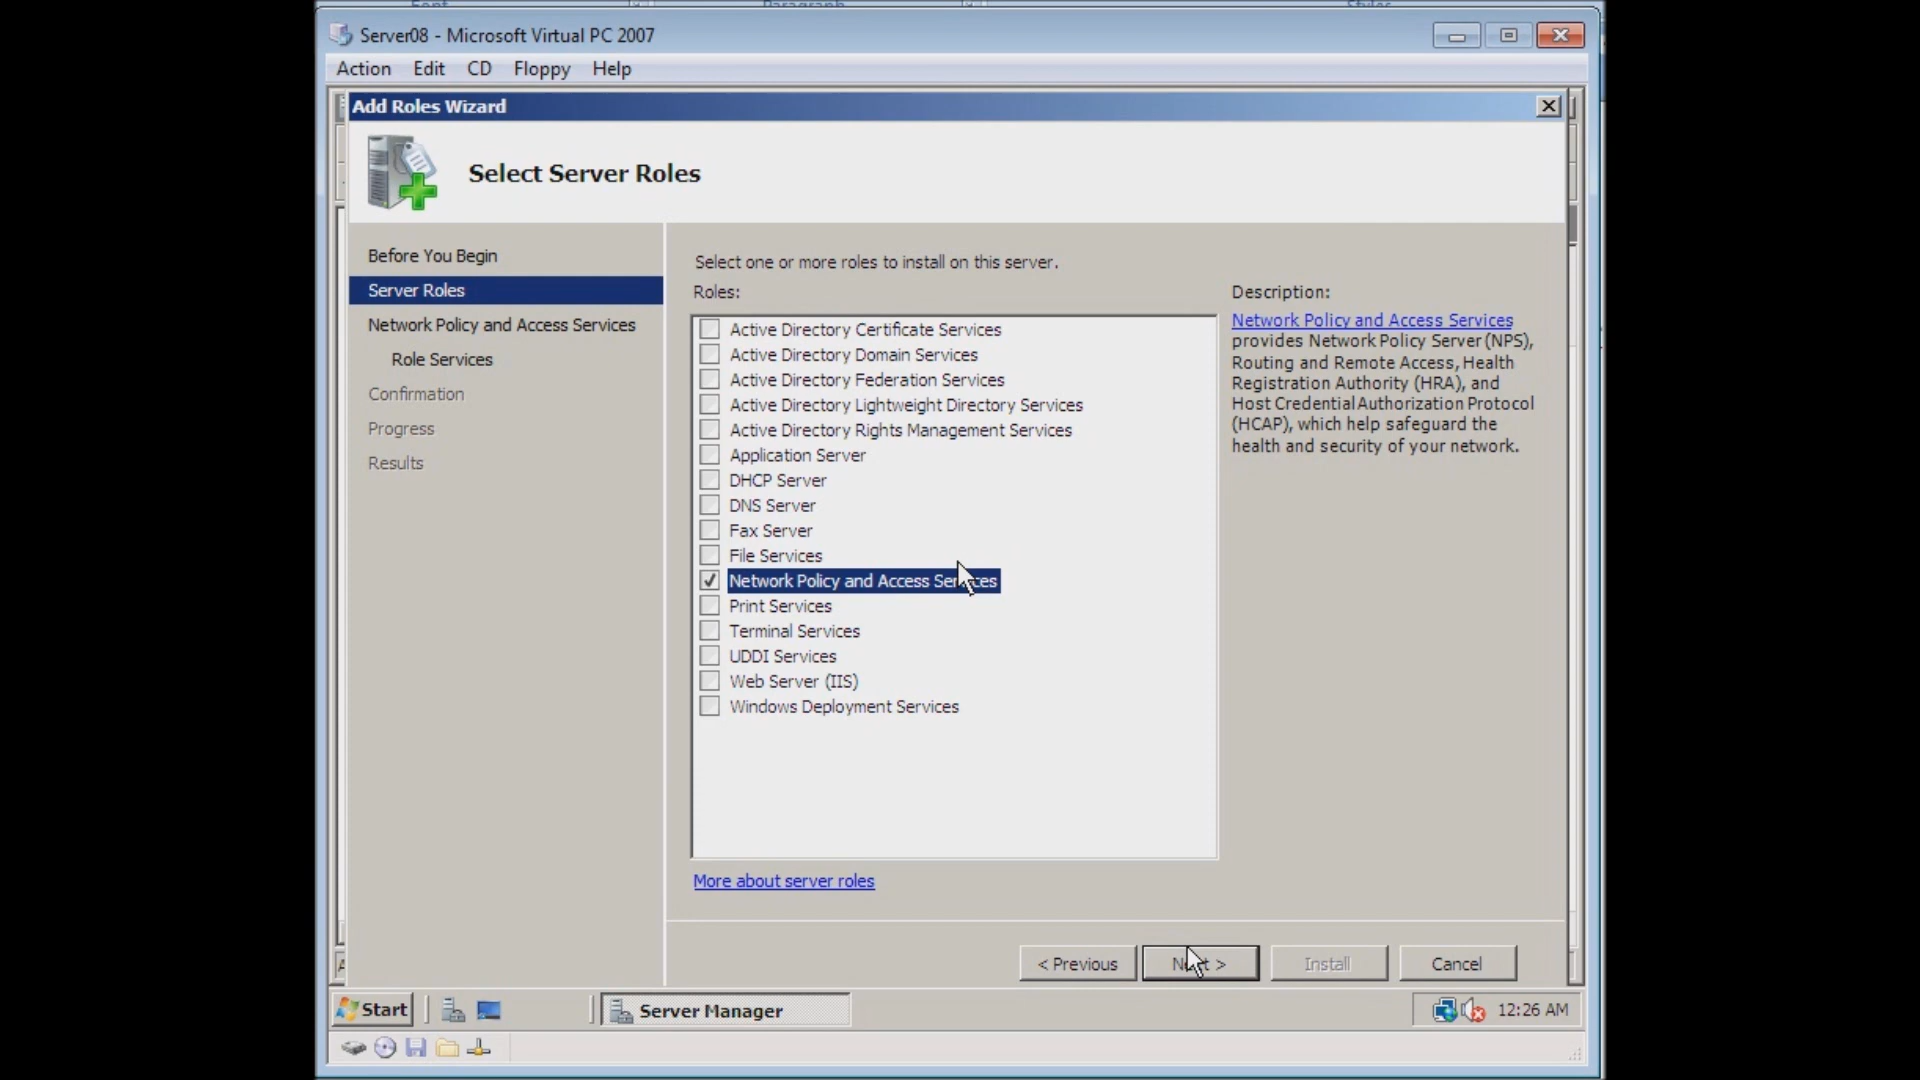 Font Paragraph Styles
Server08 - Microsoft Virtual PC 2007
Action Edit CD Floppy Help
Add Roles Wizard
Select Server Roles
Before You Begin
Server Roles
Network Policy and Access Services
Role Services
Confirmation
Progress
Results
Select one or more roles to install on this server.
Roles:
Active Directory Certificate Services
Active Directory Domain Services
Active Directory Federation Services
Active Directory Lightweight Directory Services
Active Directory Rights Management Services
Application Server
DHCP Server
DNS Server
Fax Server
File Services
Network Policy and Access Services
Print Services
Terminal Services
UDDI Services
Web Server (IIS)
Windows Deployment Services
More about server roles
Description:
Network Policy and Access Services
provides Network Policy Server (NPS),
Routing and Remote Access, Health
Registration Authority (HRA), and
Host Credential Authorization Protocol
(HCAP), which help safeguard the
health and security of your network.
< Previous
Next >
Install
Cancel
Start
Server Manager
12:26 AM